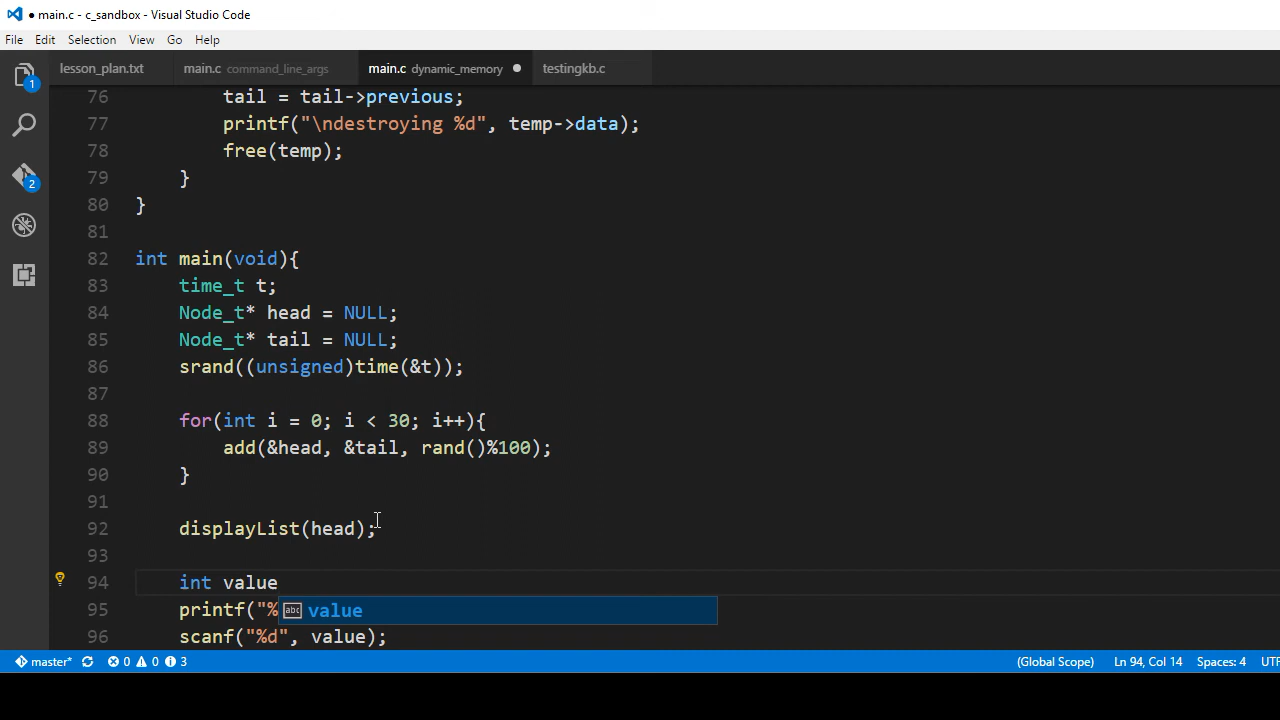 ● main.c - c_sandbox - Visual Studio Code
File Edit Selection View Go Help
lesson_plan.txt main.c command_line_args main.c dynamic_memory ● testingkb.c
1
2
76 tail = tail->previous;
77 printf("\ndestroying %d", temp->data);
78 free(temp);
79 }
80 }
81
82 int main(void){
83 time_t t;
84 Node_t* head = NULL;
85 Node_t* tail = NULL;
86 srand((unsigned)time(&t));
87
88 for(int i = 0; i < 30; i++){
89 add(&head, &tail, rand()%100);
90 }
91
92 displayList(head);
93
94 int value
95 printf("% abc value
96 scanf("%d", value);
master* 0 0 3 (Global Scope) Ln 94, Col 14 Spaces: 4 UTF